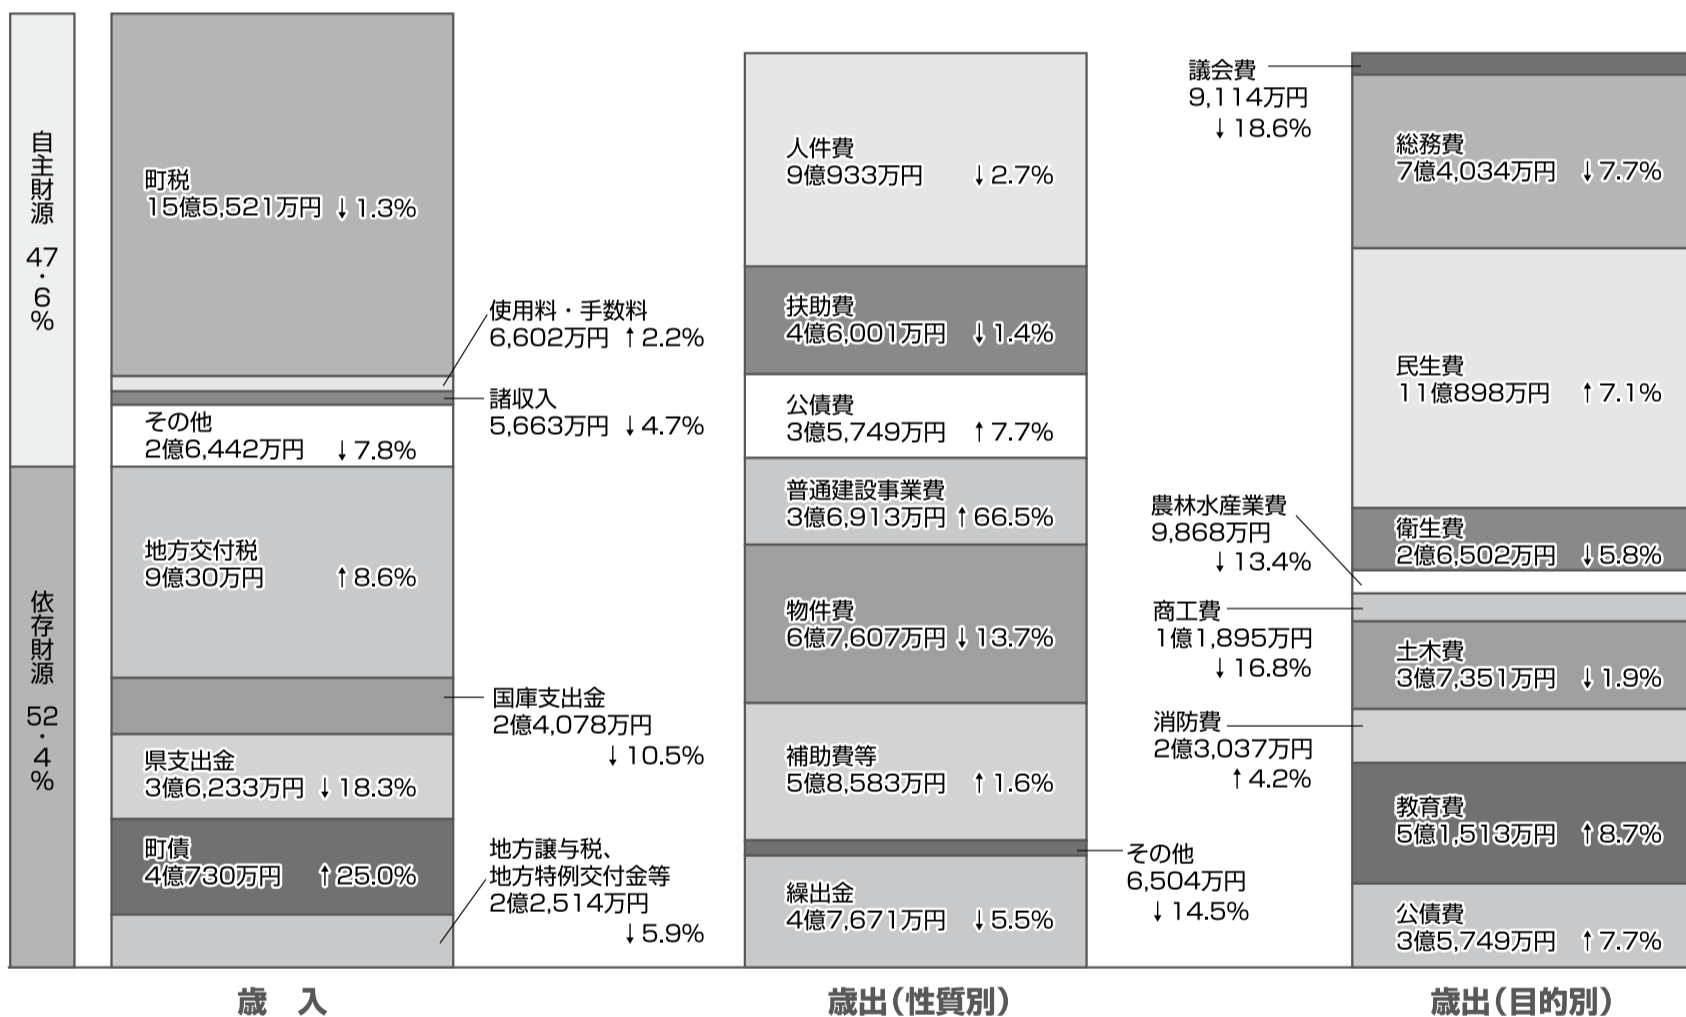 自主財源 47・6%
依存財源 52・4%
町税
15億5,521万円 ↓1.3%
使用料・手数料
6,602万円 ↑2.2%
諸収入
5,663万円 ↓4.7%
その他
2億6,442万円 ↓7.8%
地方交付税
9億30万円 ↑8.6%
国庫支出金
2億4,078万円
↓10.5%
県支出金
3億6,233万円 ↓18.3%
町債
4億730万円 ↑25.0%
地方譲与税、
地方特例交付金等
2億2,514万円
↓5.9%
歳 入
人件費
9億933万円 ↓2.7%
扶助費
4億6,001万円 ↓1.4%
公債費
3億5,749万円 ↑7.7%
普通建設事業費
3億6,913万円 ↑66.5%
物件費
6億7,607万円 ↓13.7%
補助費等
5億8,583万円 ↑1.6%
その他
6,504万円
↓14.5%
繰出金
4億7,671万円 ↓5.5%
歳出(性質別)
議会費
9,114万円
↓18.6%
総務費
7億4,034万円 ↓7.7%
民生費
11億898万円 ↑7.1%
衛生費
2億6,502万円 ↓5.8%
農林水産業費
9,868万円
↓13.4%
商工費
1億1,895万円
↓16.8%
土木費
3億7,351万円 ↓1.9%
消防費
2億3,037万円
↑4.2%
教育費
5億1,513万円 ↑8.7%
公債費
3億5,749万円 ↑7.7%
歳出(目的別)